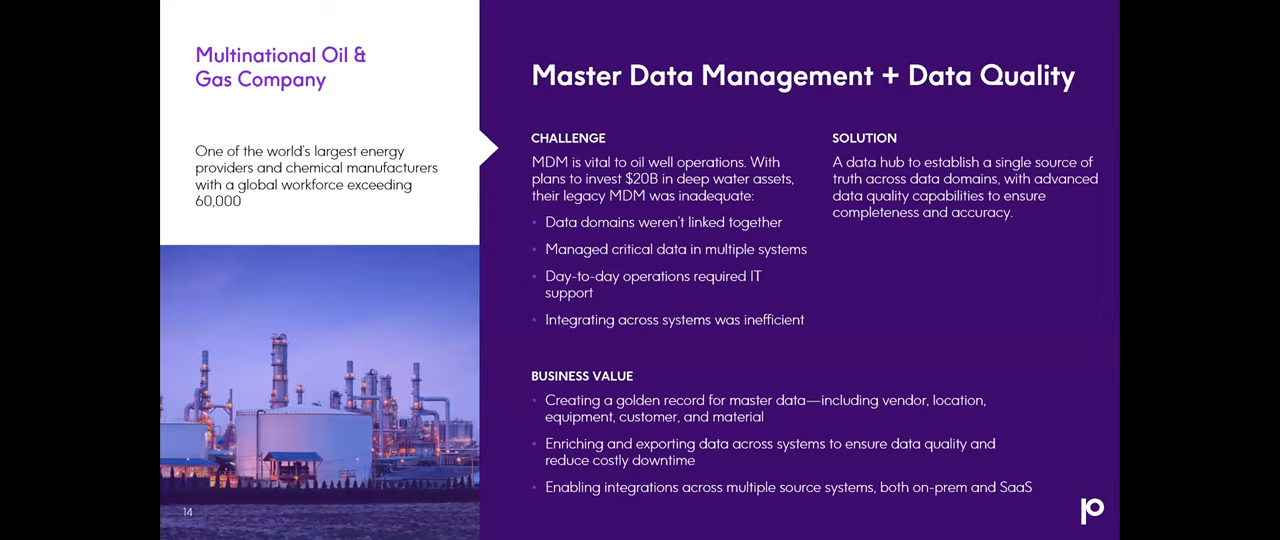 Multinational Oil &
Gas Company
One of the world's largest energy
providers and chemical manufacturers
with a global workforce exceeding
60,000
14
Master Data Management + Data Quality
CHALLENGE
MDM is vital to oil well operations. With
plans to invest $20B in deep water assets,
their legacy MDM was inadequate:
• Data domains weren't linked together
• Managed critical data in multiple systems
• Day-to-day operations required IT
support
• Integrating across systems was inefficient
SOLUTION
A data hub to establish a single source of
truth across data domains, with advanced
data quality capabilities to ensure
completeness and accuracy.
BUSINESS VALUE
• Creating a golden record for master data—including vendor, location,
equipment, customer, and material
• Enriching and exporting data across systems to ensure data quality and
reduce costly downtime
• Enabling integrations across multiple source systems, both on-prem and SaaS
p